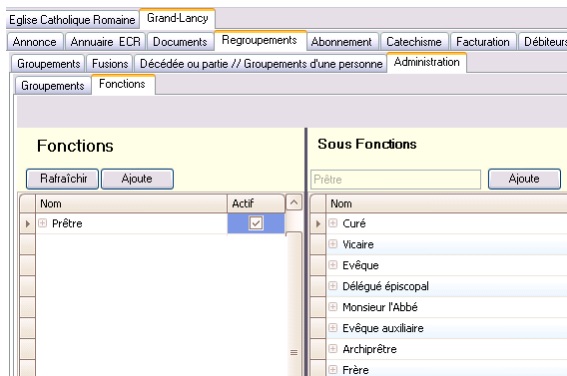 Eglise Catholique Romaine Grand-Lancy
Annonce Annuaire ECR Documents Regroupements Abonnement Catechisme Facturation Débiteurs
Groupements Fusions Décédée ou partie // Groupements d'une personne Administration
Groupements Fonctions
Fonctions Sous Fonctions
Rafraîchir Ajoute Prêtre Ajoute
Nom Actif Nom
Prêtre Curé
Vicaire
Evêque
Délégué épiscopal
Monsieur l'Abbé
Evêque auxiliaire
Archiprêtre
Frère